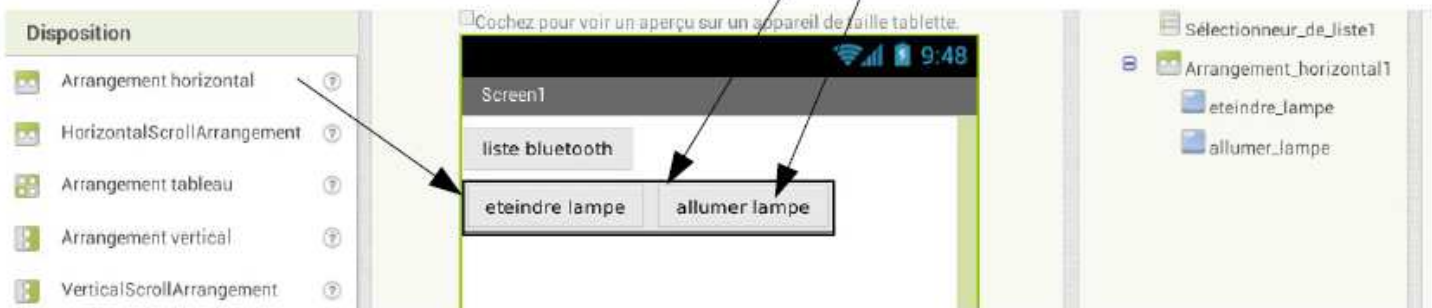 Disposition
Arrangement horizontal
HorizontalScrollArrangement
Arrangement tableau
Arrangement vertical
VerticalScrollArrangement
Cochez pour voir un aperçu sur un appareil de taille tablette.
9:48
Screen1
liste bluetooth
eteindre lampe allumer lampe
Sélectionneur_de_liste1
Arrangement_horizontal1
eteindre_lampe
allumer_lampe